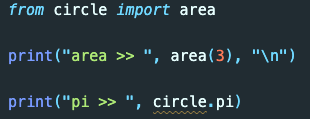 from circle import area
print("area >> ", area(3), "\n")
print("pi >> ", circle.pi)